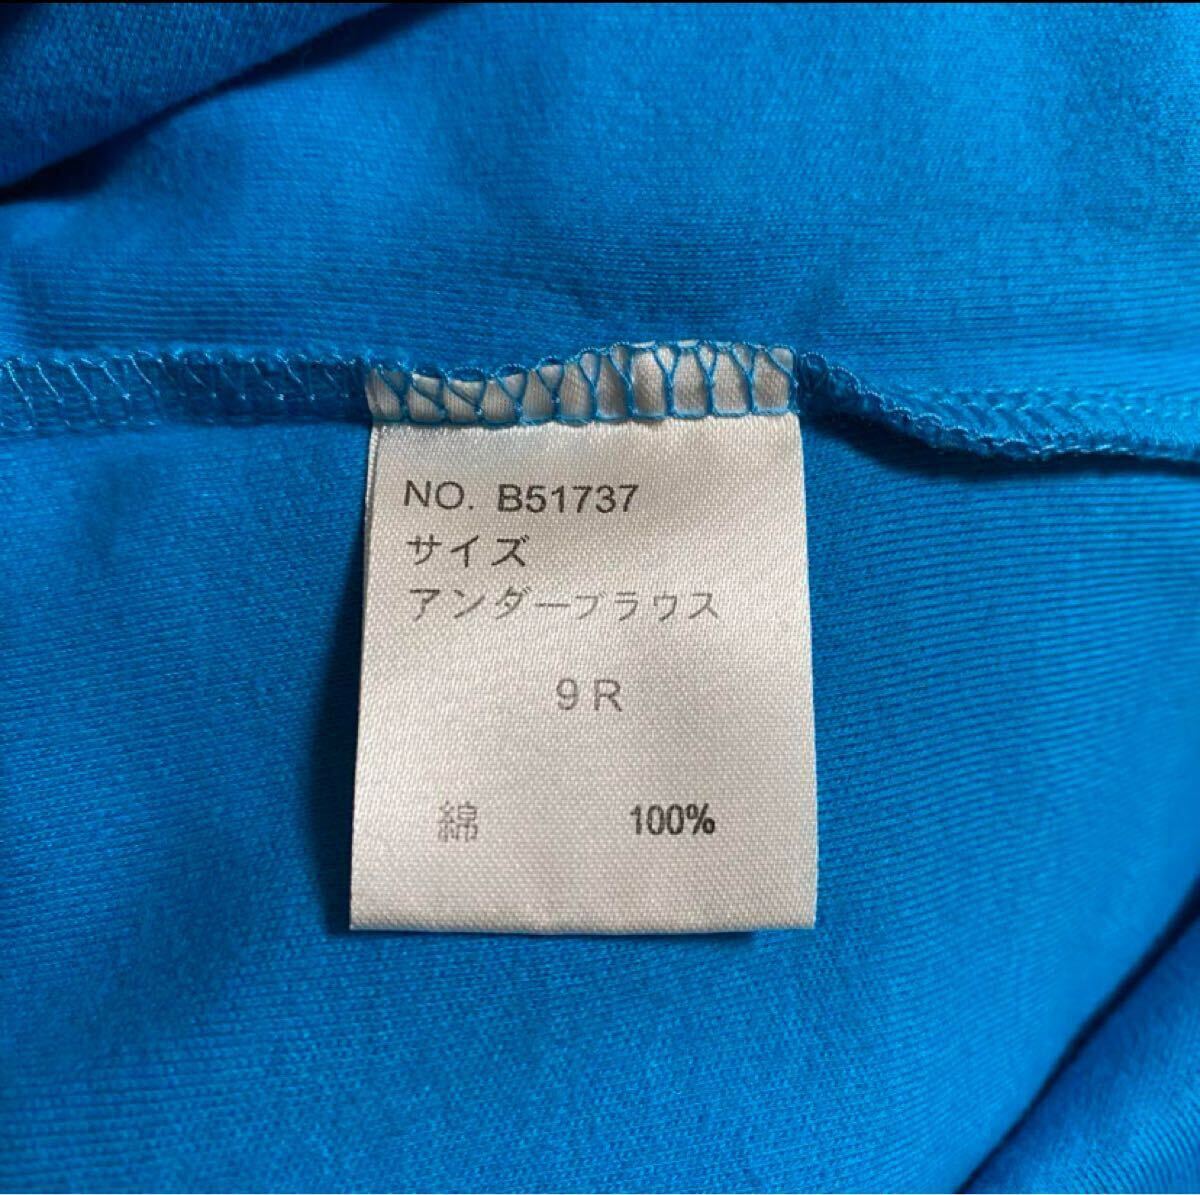 NO. B51737
サイズ
アンダーブラウス
9R
綿 100%